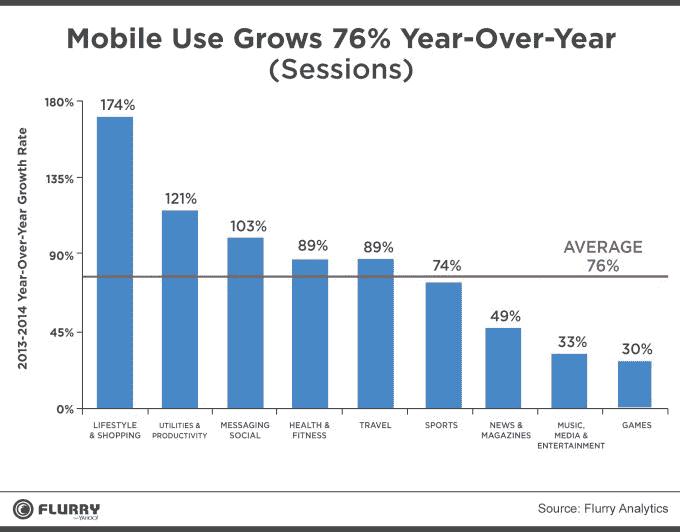 Mobile Use Grows 76% Year-Over-Year
(Sessions)
2013-2014 Year-Over-Year Growth Rate
180%
135%
90%
45%
0%
174%
121%
103%
89%
89%
74%
49%
33%
30%
AVERAGE
76%
LIFESTYLE
& SHOPPING
UTILITIES &
PRODUCTIVITY
MESSAGING
SOCIAL
HEALTH &
FITNESS
TRAVEL
SPORTS
NEWS &
MAGAZINES
MUSIC,
MEDIA &
ENTERTAINMENT
GAMES
FLURRY
from YAHOO!
Source: Flurry Analytics